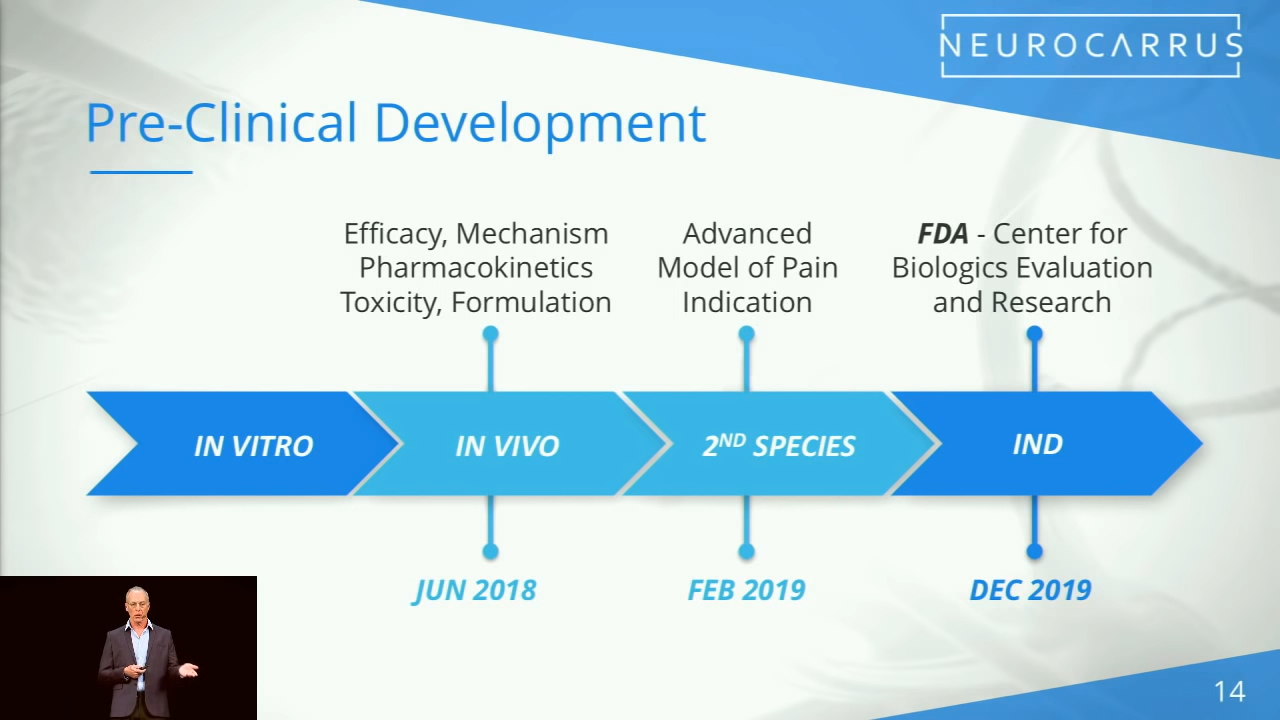 NEUROCARRUS
Pre-Clinical Development
Efficacy, Mechanism
Pharmacokinetics
Toxicity, Formulation
Advanced
Model of Pain
Indication
FDA - Center for
Biologics Evaluation
and Research
IN VITRO
IN VIVO
2ND SPECIES
IND
JUN 2018
FEB 2019
DEC 2019
14